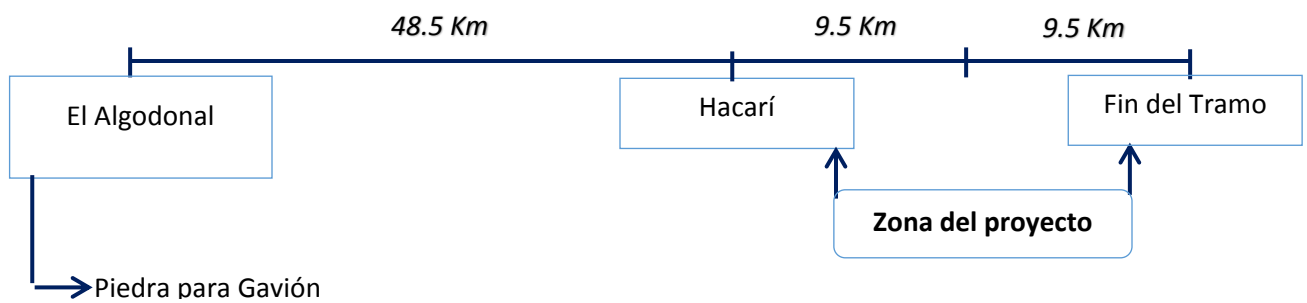 48.5 Km
9.5 Km
9.5 Km
El Algodonal
Hacarí
Fin del Tramo
Zona del proyecto
Piedra para Gavión